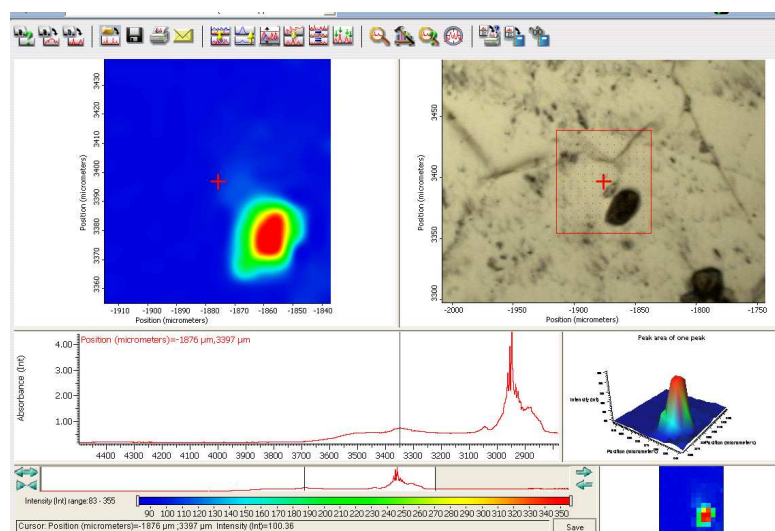 3430
3420
3410
3400
3390
3380
3370
3360
Position (micrometers)
-1910 -1900 -1890 -1880 -1870 -1860 -1850 -1840
Position (micrometers)
3450
3400
3350
3300
Position (micrometers)
-2000 -1950 -1900 -1850 -1800 -1750
Position (micrometers)
Position (micrometers)=-1876 µm,3397 µm
4.00
3.00
2.00
1.00
Absorbance (Int)
4400 4300 4200 4100 4000 3900 3800 3700 3600 3500 3400 3300 3200 3100 3000 2900
Peak area of one peak
Intensity (Int)
Position (micrometers)
Position (micrometers)
Intensity (Int) range:83 - 355
90 100 110 120 130 140 150 160 170 180 190 200 210 220 230 240 250 260 270 280 290 300 310 320 330 340 350
Cursor: Position (micrometers)=-1876 µm ;3397 µm Intensity (Int)=100.36
Save